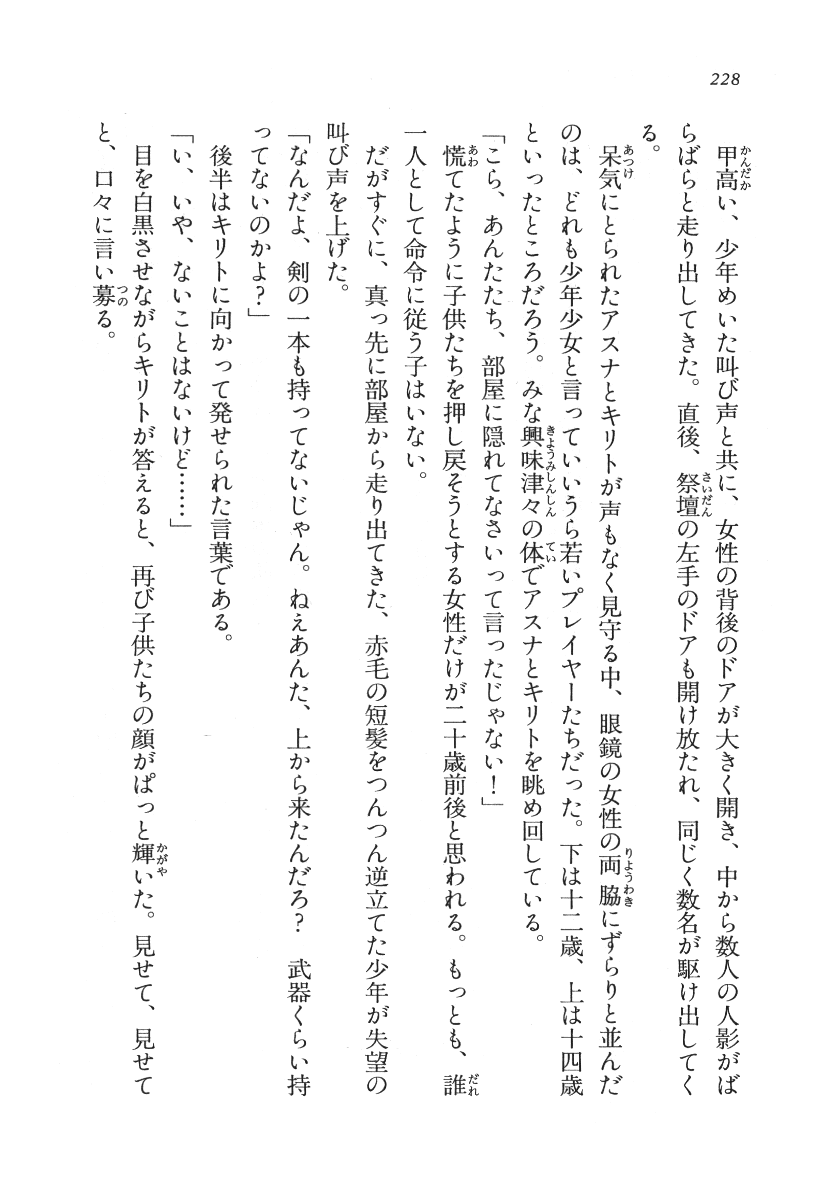 228
甲高い、少年めいた叫び声と共に、女性の背後のドアが大きく開き、中から数人の人影がば
らばらと走り出してきた。直後、祭壇の左手のドアも開け放たれ、同じく数名が駆け出してく
る。
呆気にとられたアスナとキリトが声もなく見守る中、眼鏡の女性の両脇にずらりと並んだ
のは、どれも少年少女と言っていいうら若いプレイヤーたちだった。下は十二歳、上は十四歳
といったところだろう。みな興味津々の体でアスナとキリトを眺め回している。
「こら、あんたたち、部屋に隠れてなさいって言ったじゃない！」
慌てたように子供たちを押し戻そうとする女性だけが二十歳前後と思われる。もっとも、誰
一人として命令に従う子はいない。
だがすぐに、真っ先に部屋から走り出てきた、赤毛の短髪をつんつん逆立てた少年が失望の
叫び声を上げた。
「なんだよ、剣の一本も持ってないじゃん。ねえあんた、上から来たんだろ？　武器くらい持
ってないのかよ？」
後半はキリトに向かって発せられた言葉である。
「い、いや、ないことはないけど……」
目を白黒させながらキリトが答えると、再び子供たちの顔がぱっと輝いた。見せて、見せて
と、口々に言い募る。